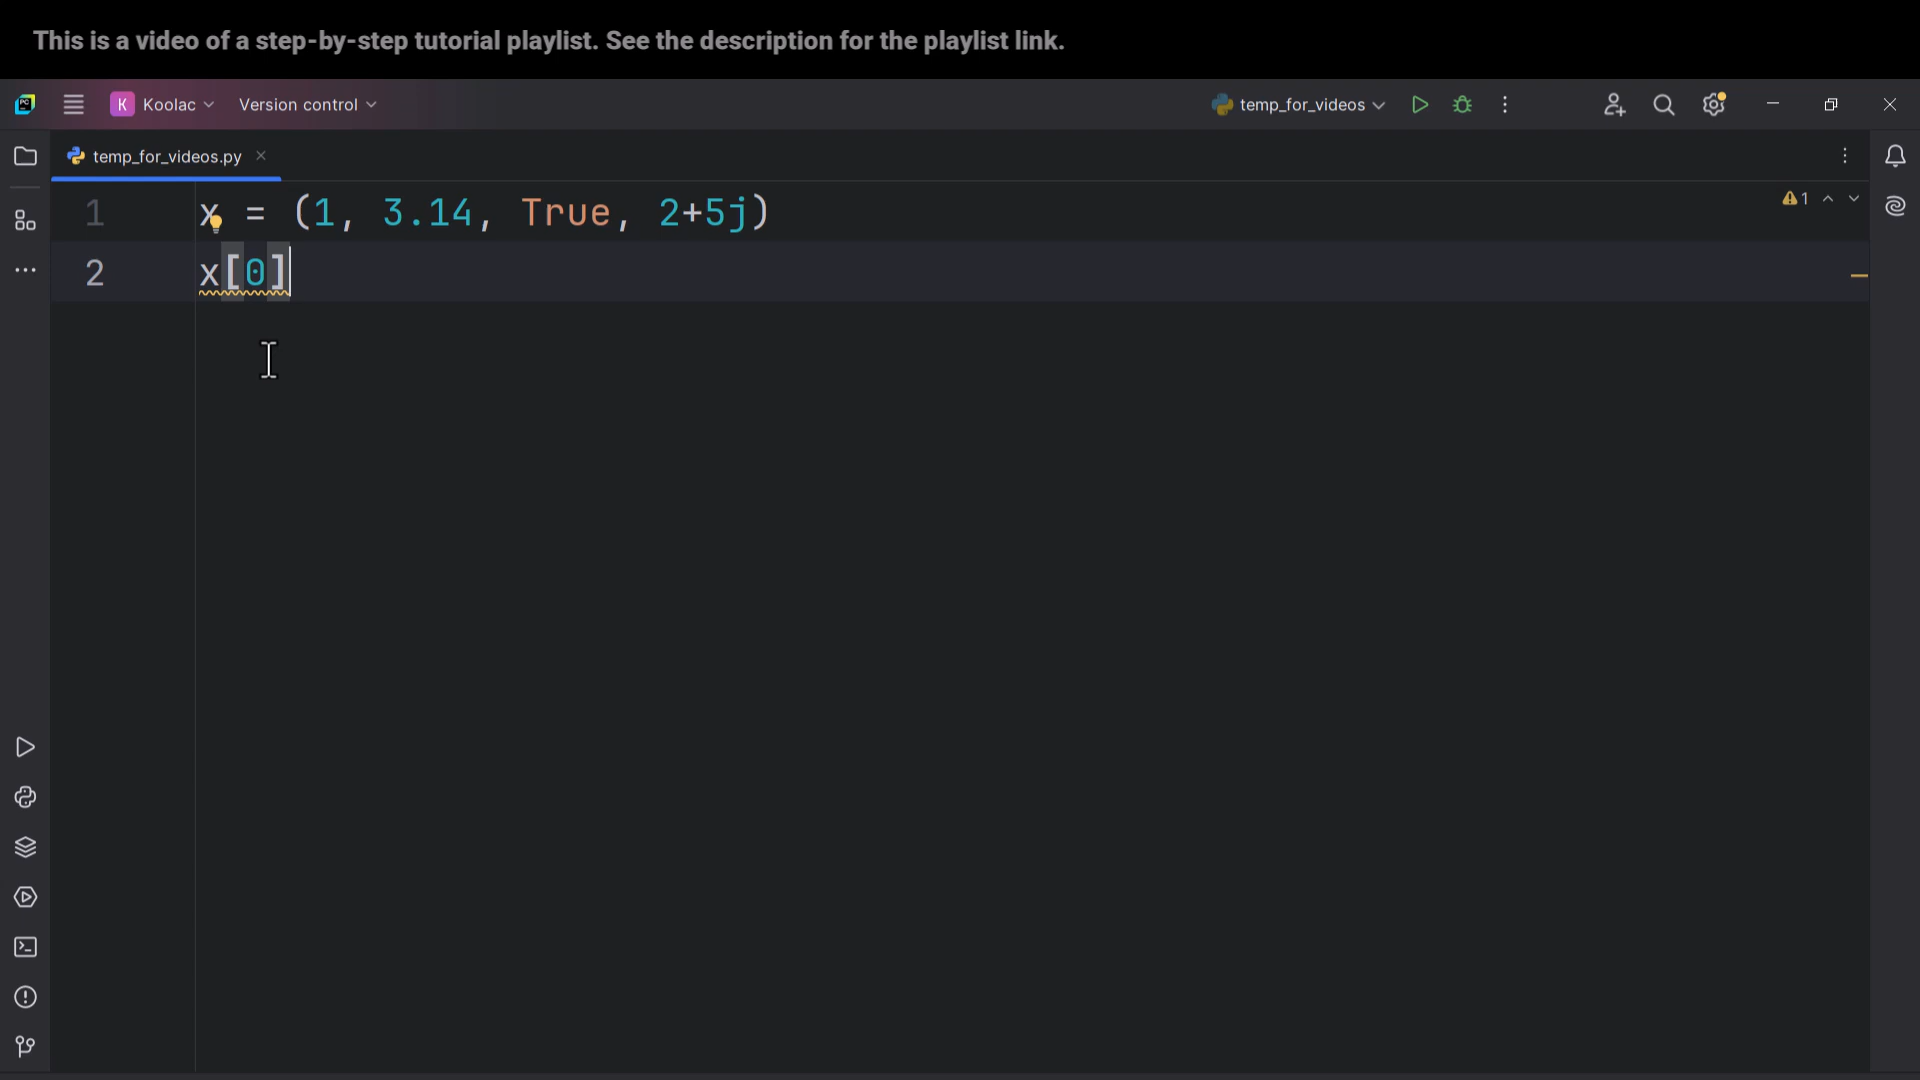 This is a video of a step-by-step tutorial playlist. See the description for the playlist link.
K Koolac Version control temp_for_videos
temp_for_videos.py
1 x = (1, 3.14, True, 2+5j) 1
2 x[0]